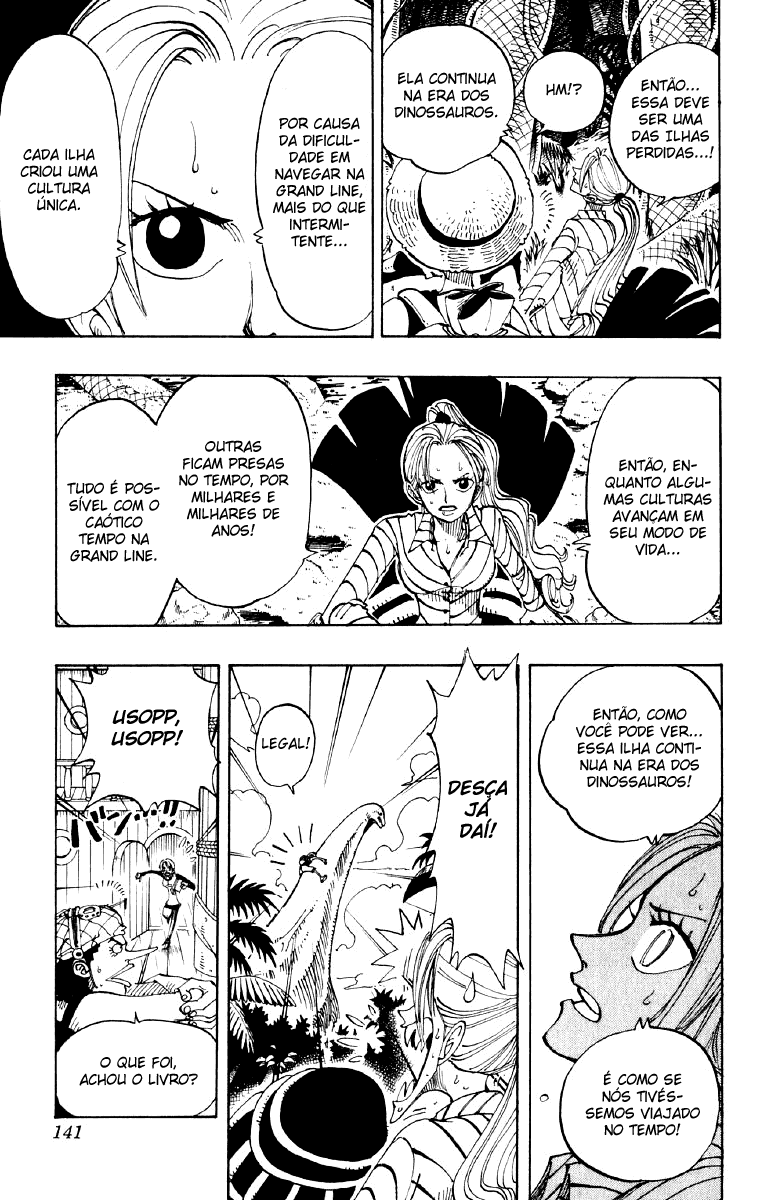 ENTÃO...
ESSA DEVE
SER UMA
DAS ILHAS
PERDIDAS...!
HM!?
ELA CONTINUA
NA ERA DOS
DINOSSAUROS.
POR CAUSA
DA DIFICUL-
DADE EM
NAVEGAR NA
GRAND LINE,
MAIS DO QUE
INTERMI-
TENTE...
CADA ILHA
CRIOU UMA
CULTURA
ÚNICA.
ENTÃO, EN-
QUANTO ALGU-
MAS CULTURAS
AVANÇAM EM
SEU MODO DE
VIDA...
OUTRAS
FICAM PRESAS
NO TEMPO, POR
MILHARES E
MILHARES DE
ANOS!
TUDO É POS-
SÍVEL COM O
CAÓTICO
TEMPO NA
GRAND LINE.
ENTÃO, COMO
VOCÊ PODE VER...
ESSA ILHA CONTI-
NUA NA ERA DOS
DINOSSAUROS!
É COMO SE
NÓS TIVÉS-
SEMOS VIAJADO
NO TEMPO!
DESÇA
JÁ
DAÍ!
LEGAL!
USOPP,
USOPP!
O QUE FOI,
ACHOU O LIVRO?
141